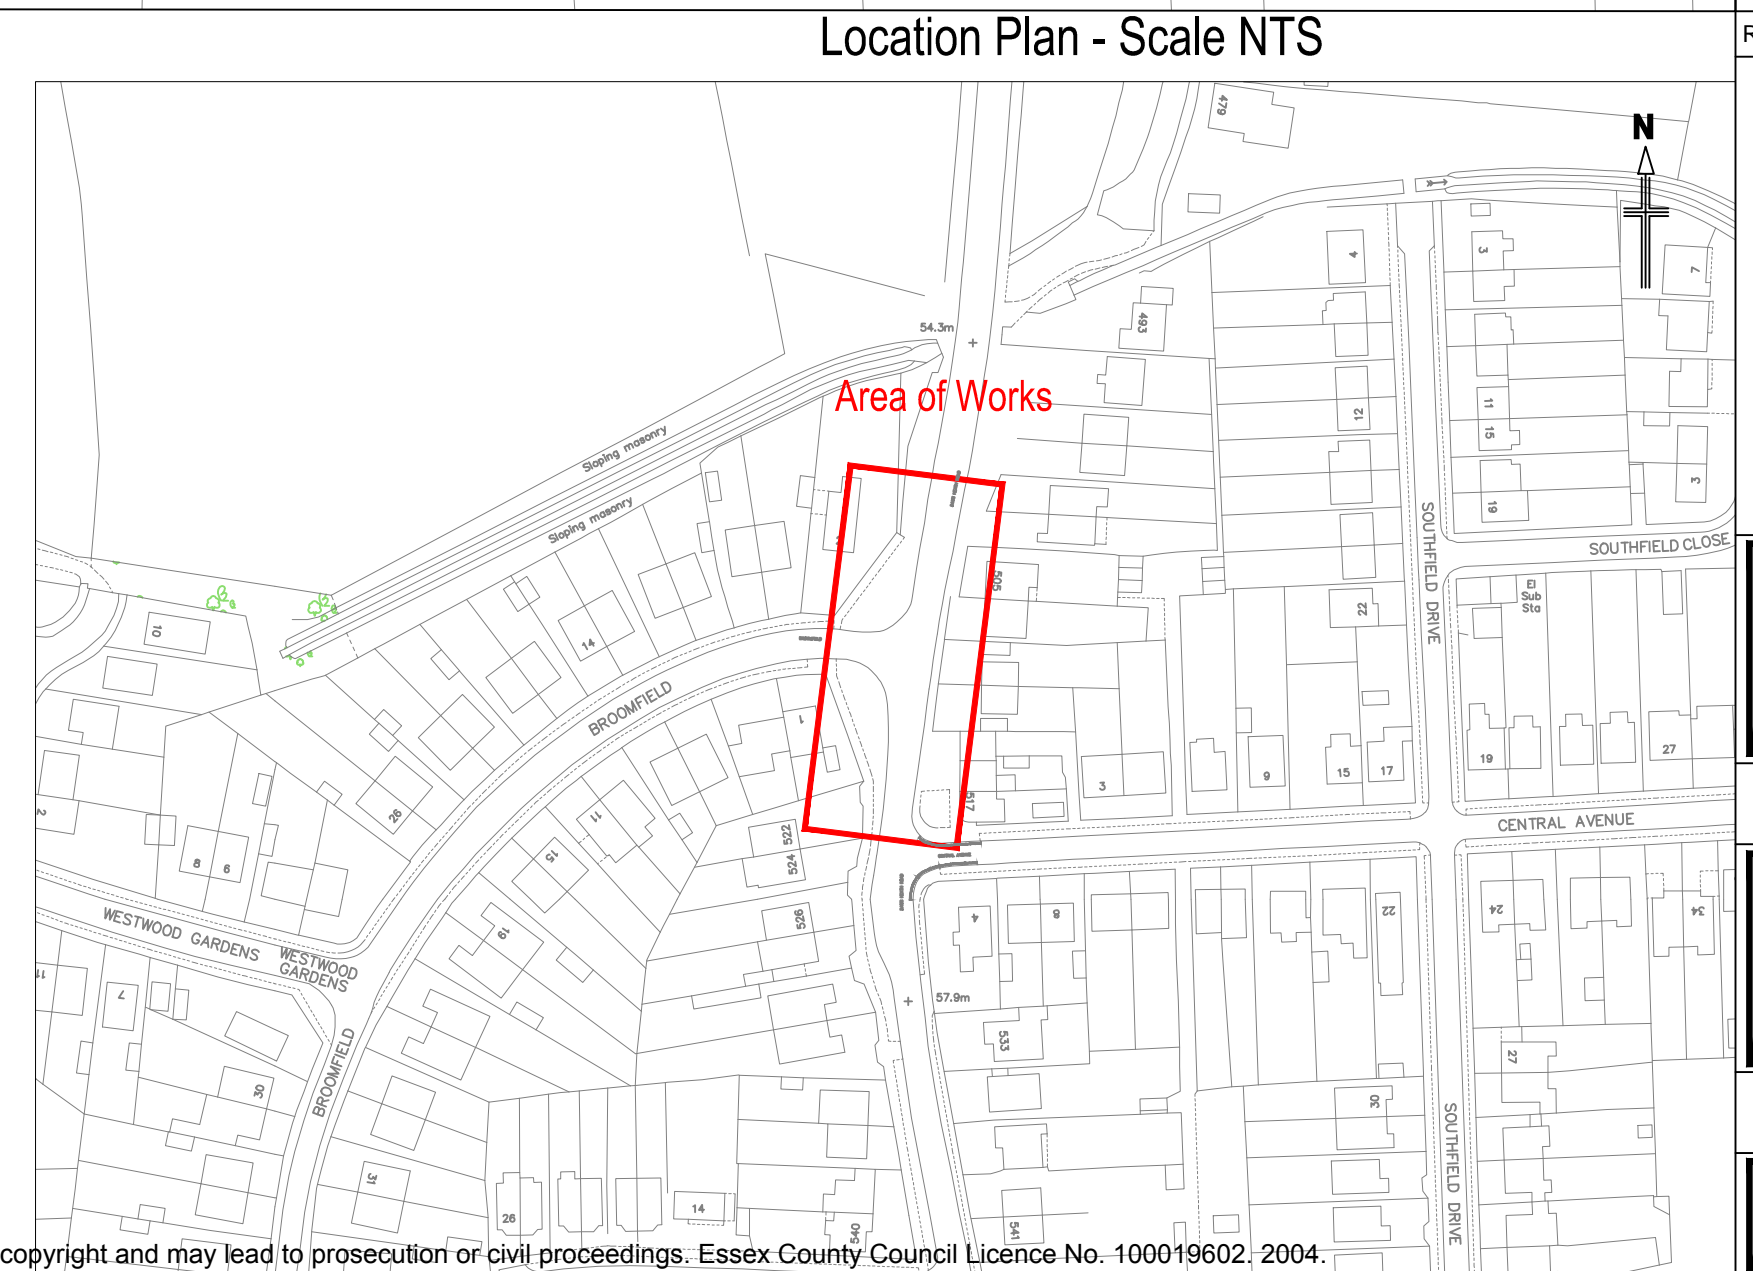 Location Plan - Scale NTS
R
479
N
4
3
7
54.3m
493
Area of Works
12
11
15
Sloping masonry
Sloping masonry
3
19
SOUTHFIELD DRIVE
SOUTHFIELD CLOSE
505
El
Sub
Sta
22
10
14
BROOMFIELD
1
3
9
15
17
19
27
517
2
26
11
522
524
CENTRAL AVENUE
8
6
15
WESTWOOD GARDENS
WESTWOOD
GARDENS
19
526
4
8
22
24
34
11
7
57.9m
533
27
BROOMFIELD
30
30
SOUTHFIELD DRIVE
31
26
14
540
541
copyright and may lead to prosecution or civil proceedings. Essex County Council Licence No. 100019602. 2004.